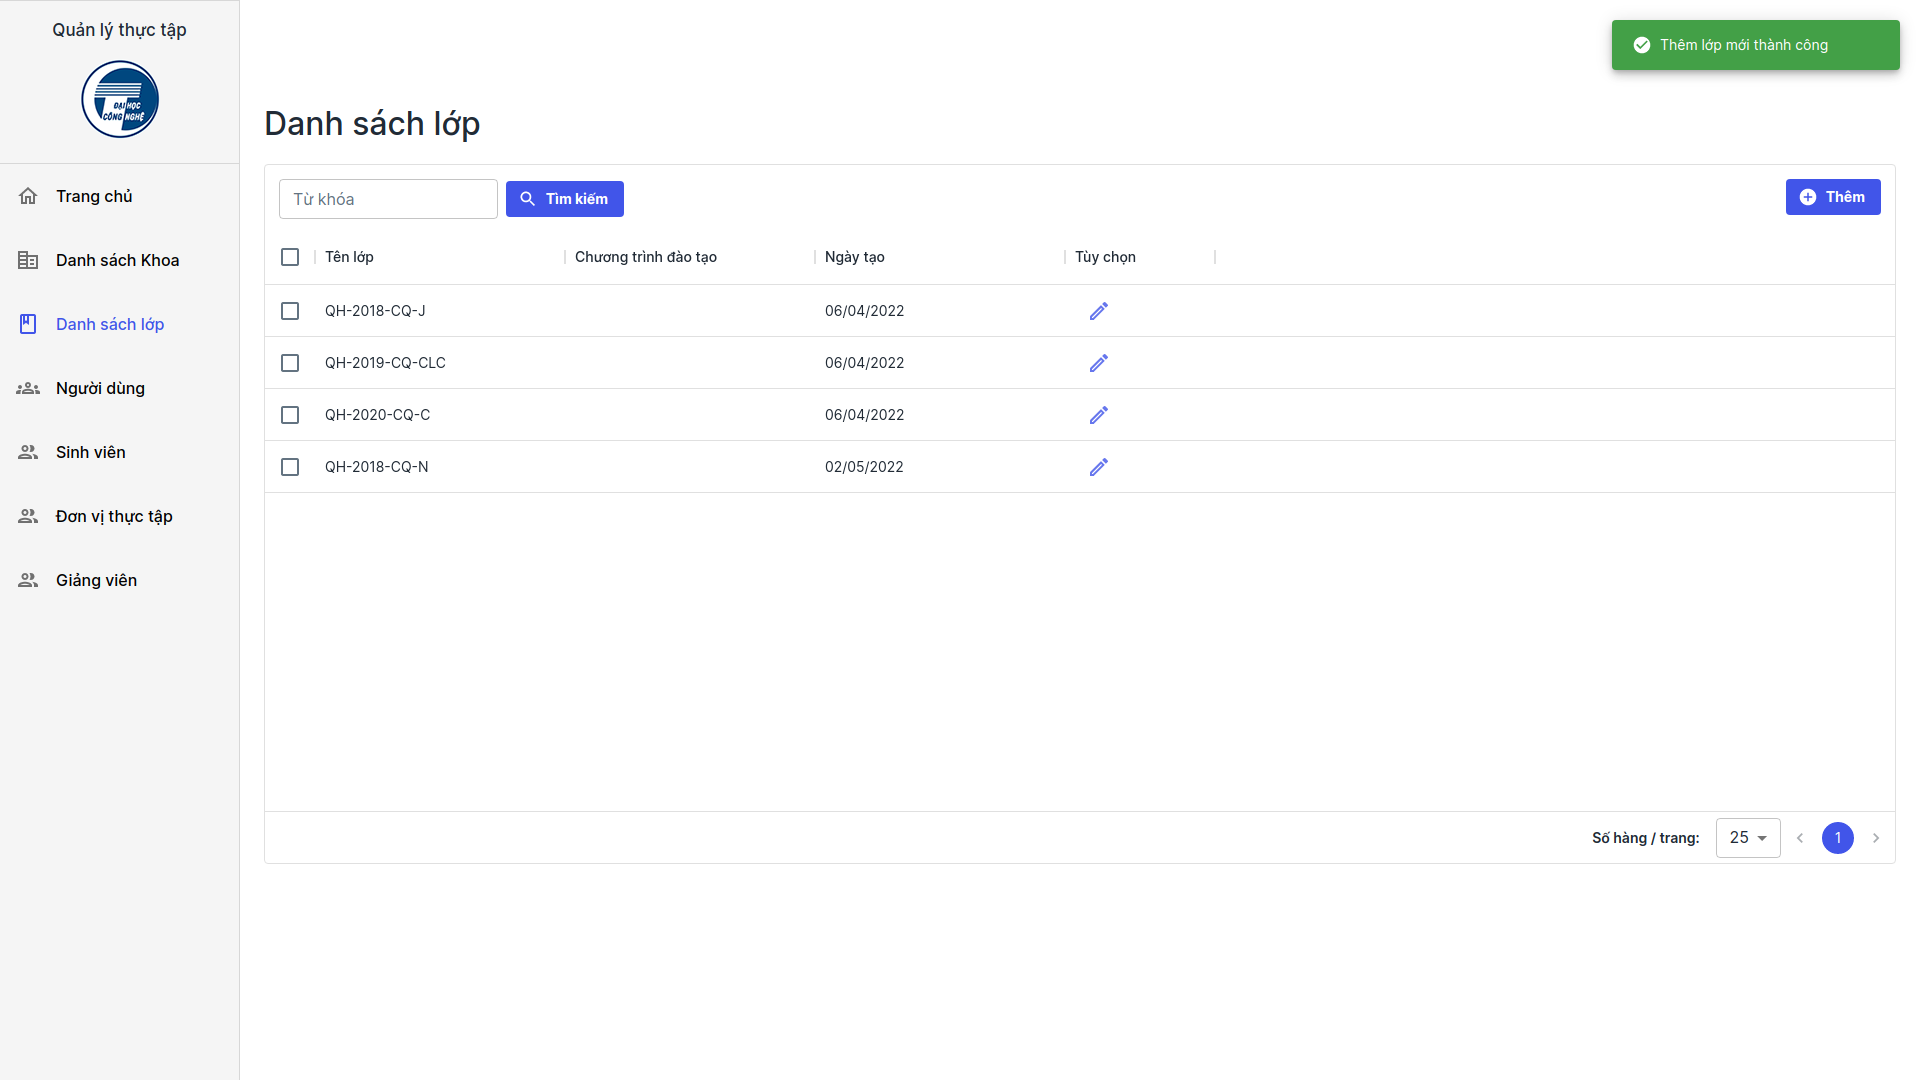 Quản lý thực tập
ĐẠI HỌC
CÔNG NGHỆ
Trang chủ
Danh sách Khoa
Danh sách lớp
Người dùng
Sinh viên
Đơn vị thực tập
Giảng viên
Thêm lớp mới thành công
Danh sách lớp
Từ khóa
Tìm kiếm
Thêm
Tên lớp Chương trình đào tạo Ngày tạo Tùy chọn
QH-2018-CQ-J 06/04/2022
QH-2019-CQ-CLC 06/04/2022
QH-2020-CQ-C 06/04/2022
QH-2018-CQ-N 02/05/2022
Số hàng / trang: 25 1